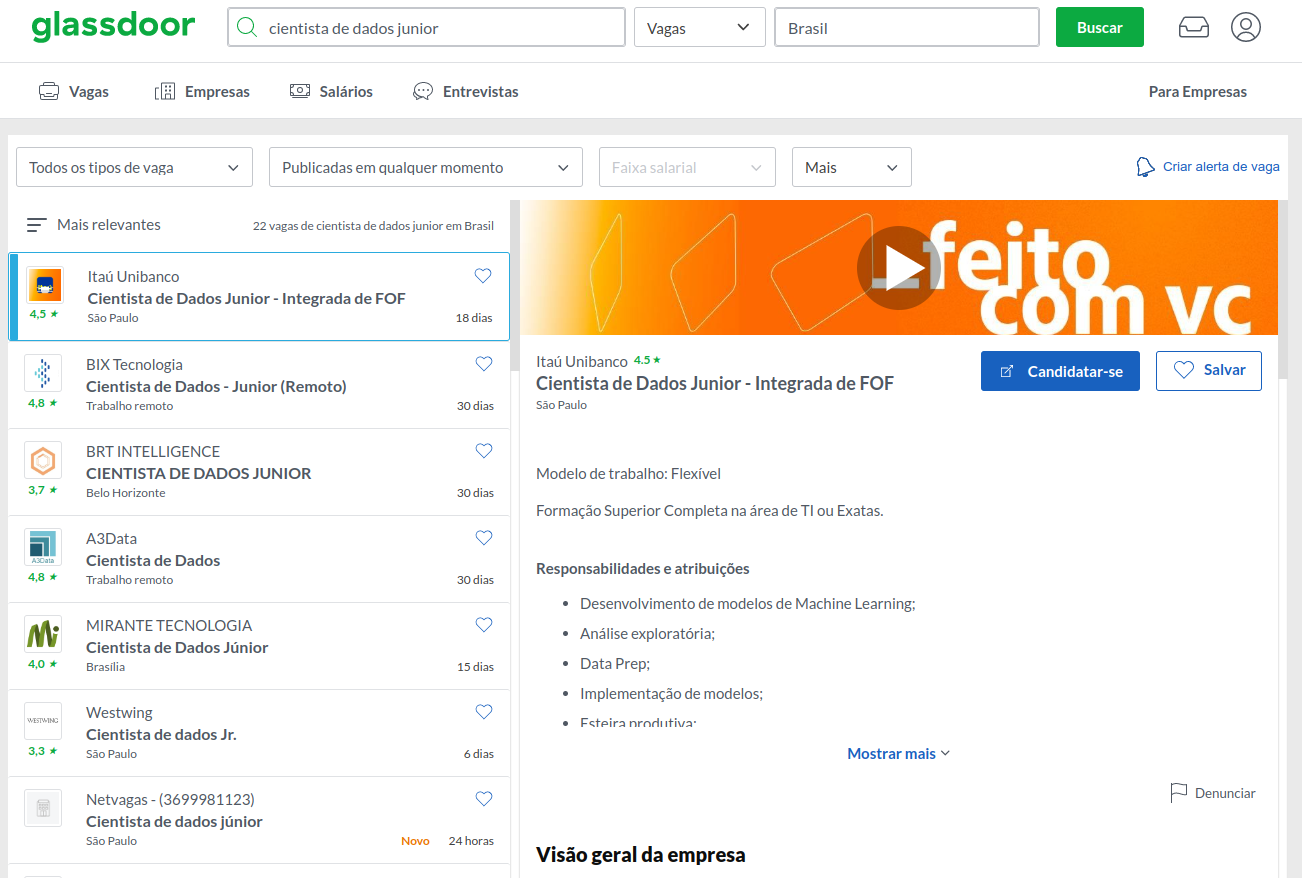 glassdoor
cientista de dados junior
Vagas
Brasil
Buscar
Vagas
Empresas
Salários
Entrevistas
Para Empresas
Todos os tipos de vaga
Publicadas em qualquer momento
Faixa salarial
Mais
Criar alerta de vaga
Mais relevantes
22 vagas de cientista de dados junior em Brasil
Itaú Unibanco
Cientista de Dados Junior - Integrada de FOF
4,5 ★
São Paulo
18 dias
BIX Tecnologia
Cientista de Dados - Junior (Remoto)
4,8 ★
Trabalho remoto
30 dias
BRT INTELLIGENCE
CIENTISTA DE DADOS JUNIOR
3,7 ★
Belo Horizonte
30 dias
A3Data
A3Data
Cientista de Dados
4,8 ★
Trabalho remoto
30 dias
MIRANTE TECNOLOGIA
Cientista de Dados Júnior
4,0 ★
Brasília
15 dias
WESTWING
Westwing
Cientista de dados Jr.
3,3 ★
São Paulo
6 dias
Netvagas - (3699981123)
Cientista de dados júnior
São Paulo
Novo
24 horas
feito
com vc
Itaú Unibanco 4.5 ★
Cientista de Dados Junior - Integrada de FOF
São Paulo
Candidatar-se
Salvar
Modelo de trabalho: Flexível
Formação Superior Completa na área de TI ou Exatas.
Responsabilidades e atribuições
• Desenvolvimento de modelos de Machine Learning;
• Análise exploratória;
• Data Prep;
• Implementação de modelos;
• Esteira produtiva;
Mostrar mais
Denunciar
Visão geral da empresa